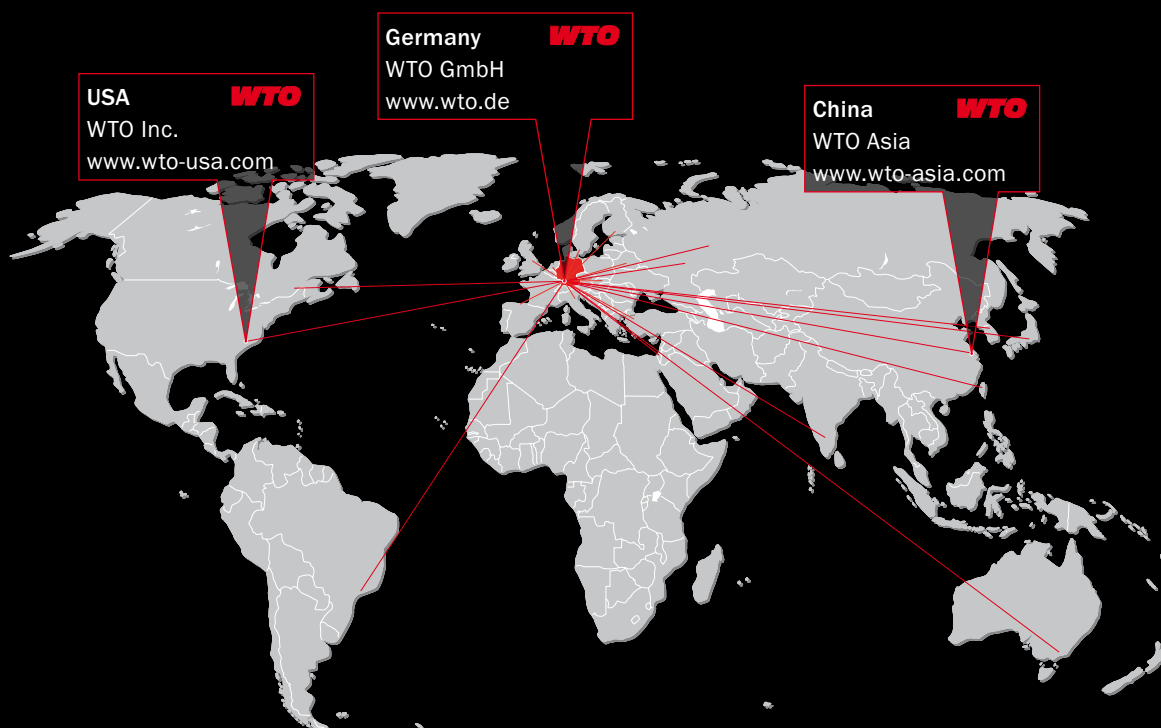 Germany WTO
WTO GmbH
www.wto.de
USA WTO
WTO Inc.
www.wto-usa.com
China WTO
WTO Asia
www.wto-asia.com